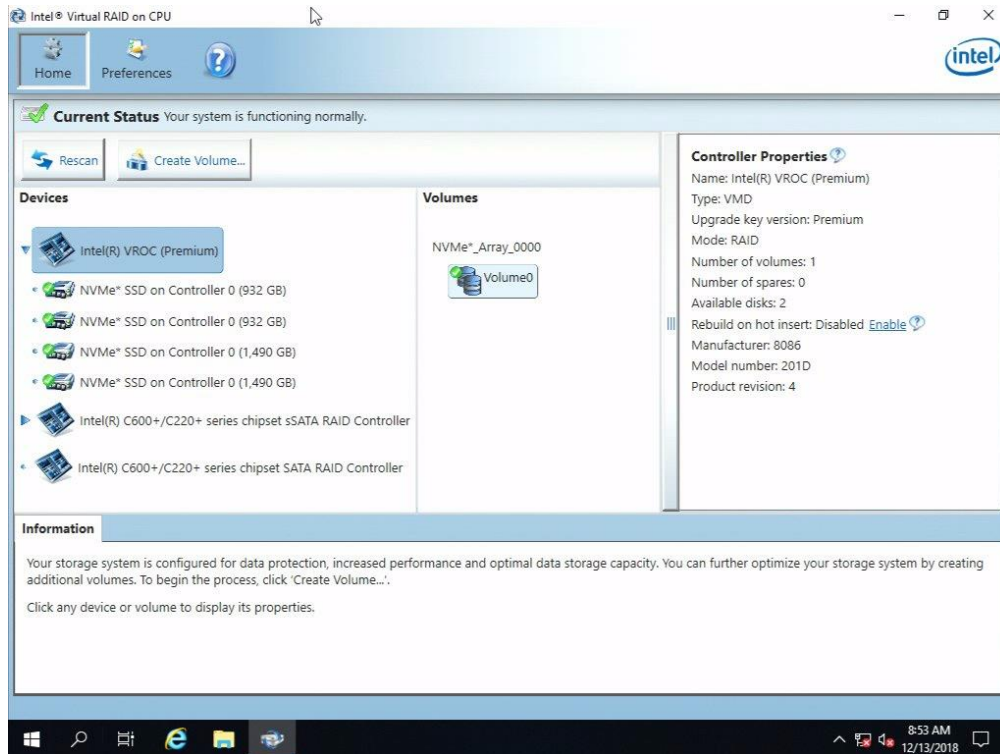 Intel® Virtual RAID on CPU
Home
Preferences
?
intel
Current Status Your system is functioning normally.
Rescan
Create Volume...
Devices
Intel(R) VROC (Premium)
NVMe* SSD on Controller 0 (932 GB)
NVMe* SSD on Controller 0 (932 GB)
NVMe* SSD on Controller 0 (1,490 GB)
NVMe* SSD on Controller 0 (1,490 GB)
Intel(R) C600+/C220+ series chipset sSATA RAID Controller
Intel(R) C600+/C220+ series chipset SATA RAID Controller
Volumes
NVMe*_Array_0000
Volume0
Controller Properties ?
Name: Intel(R) VROC (Premium)
Type: VMD
Upgrade key version: Premium
Mode: RAID
Number of volumes: 1
Number of spares: 0
Available disks: 2
Rebuild on hot insert: Disabled Enable ?
Manufacturer: 8086
Model number: 201D
Product revision: 4
Information
Your storage system is configured for data protection, increased performance and optimal data storage capacity. You can further optimize your storage system by creating
additional volumes. To begin the process, click 'Create Volume...'.
Click any device or volume to display its properties.
8:53 AM
12/13/2018